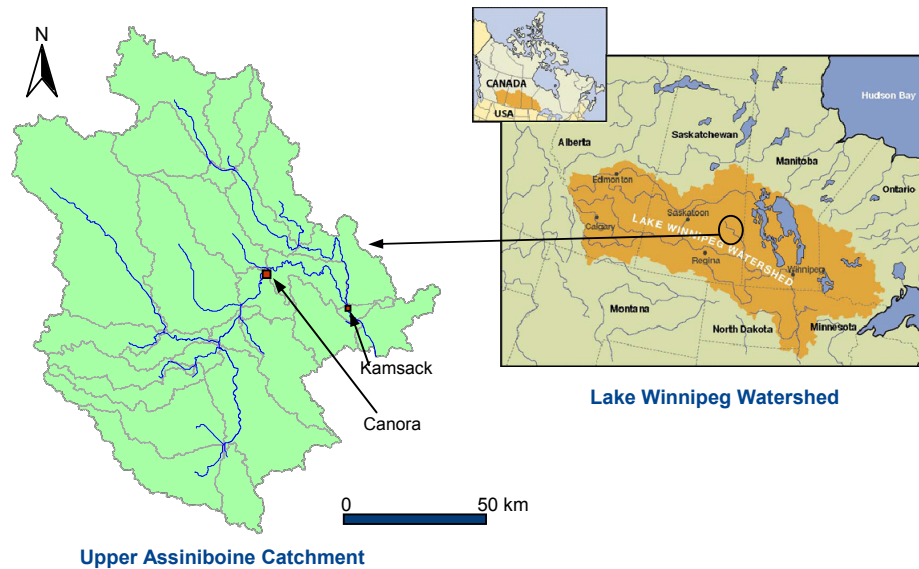 N
Kamsack
Canora
0
50 km
Upper Assiniboine Catchment
CANADA
USA
Hudson Bay
Alberta
Saskatchewan
Manitoba
Ontario
Edmonton
Saskatoon
Calgary
LAKE WINNIPEG WATERSHED
Regina
Winnipeg
Montana
North Dakota
Minnesota
Lake Winnipeg Watershed